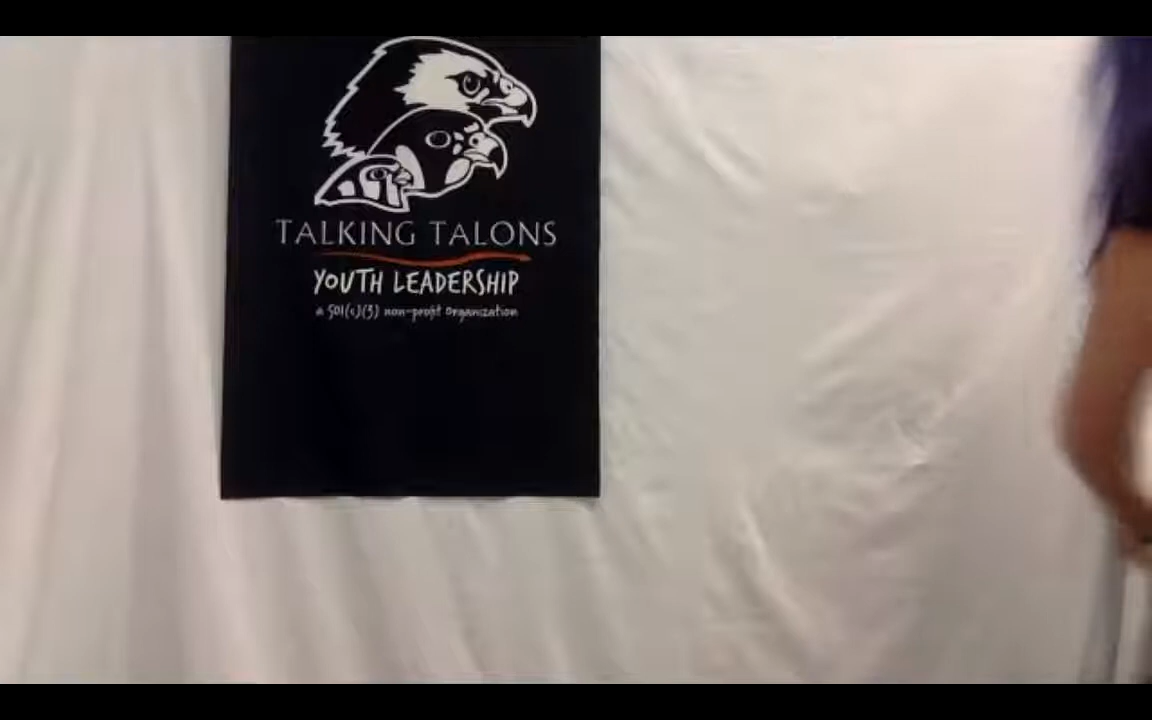 TALKING TALONS
YOUTH LEADERSHIP
a 501(c)(3) non-profit organization